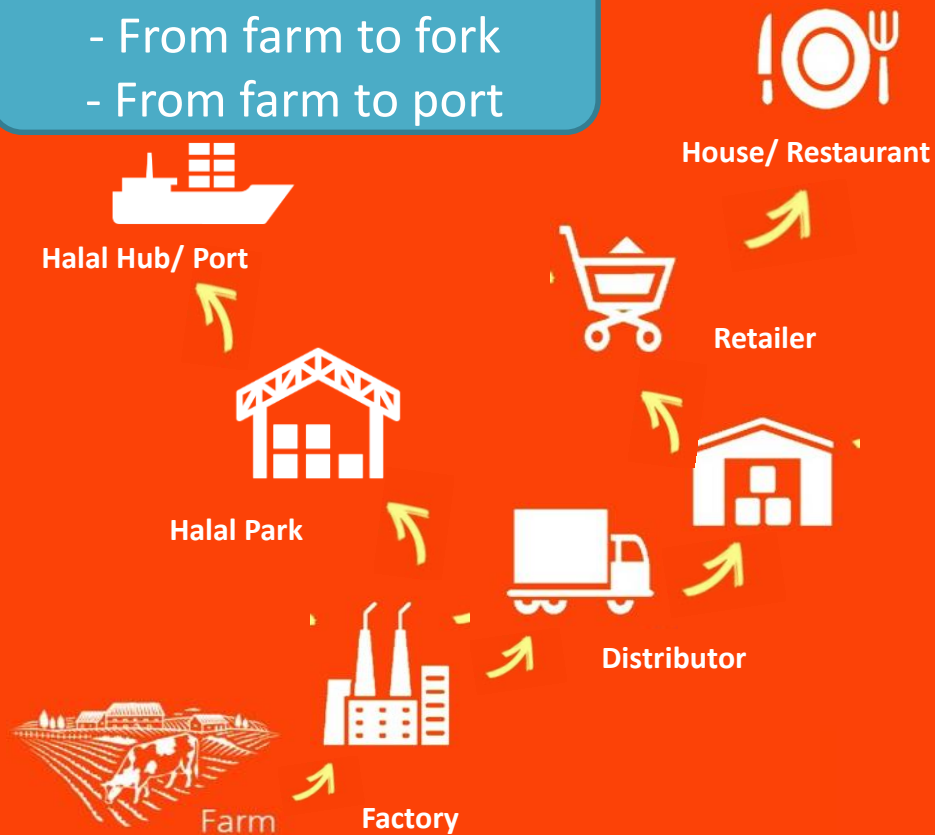 - From farm to fork
- From farm to port
House/ Restaurant
Halal Hub/ Port
Retailer
Halal Park
Distributor
Farm
Factory